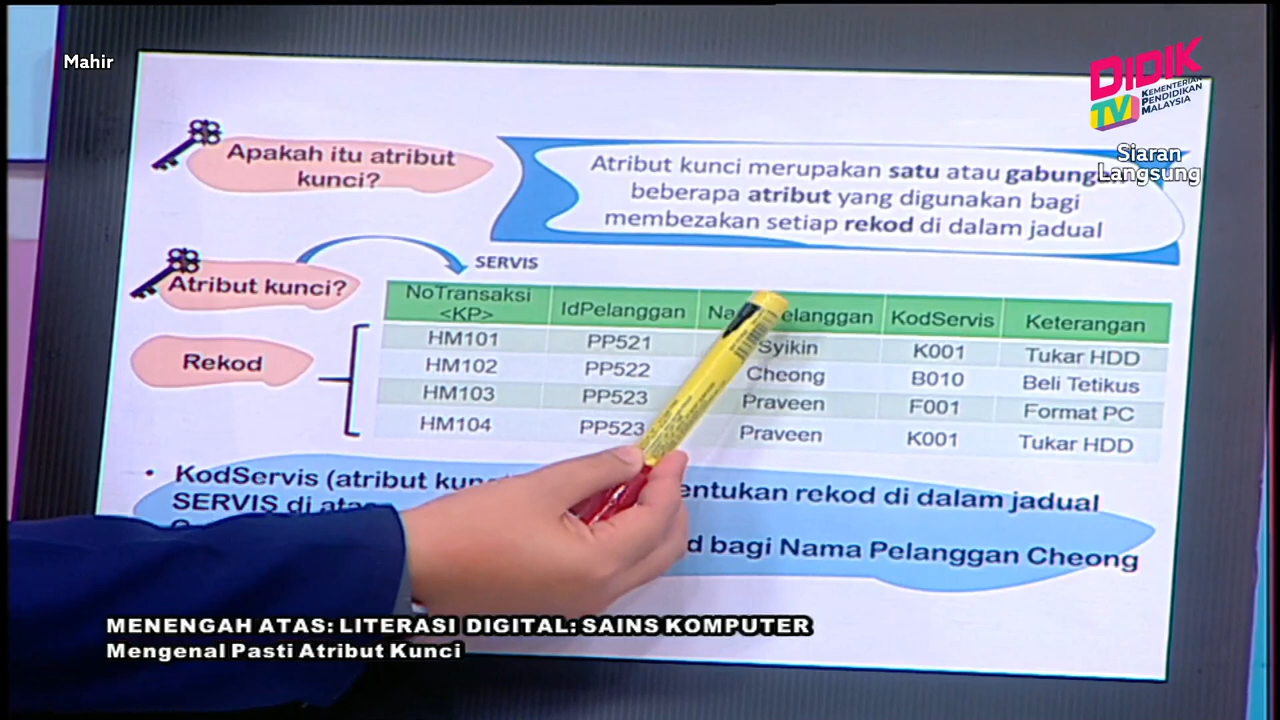 Mahir
DIDIK
TV
KEMENTERIAN
PENDIDIKAN
MALAYSIA
Siaran
Langsung
Apakah itu atribut
kunci?
Atribut kunci merupakan satu atau
beberapa atribut yang digunakan bagi
membezakan setiap rekod di dalam jadual
Atribut kunci?
SERVIS
NoTransaksi
<KP>
IdPelanggan
elanggan
KodServis
Keterangan
Rekod
HM101 PP521 Syikin K001 Tukar HDD
HM102 PP522 Cheong B010 Beli Tetikus
HM103 PP523 Praveen F001 Format PC
HM104 PP523 Praveen K001 Tukar HDD
• KodServis (atribut entukan rekod di dalam jadual
SERVIS di
d bagi Nama Pelanggan Cheong
MENENGAH ATAS: LITERASI DIGITAL: SAINS KOMPUTER
Mengenal Pasti Atribut Kunci